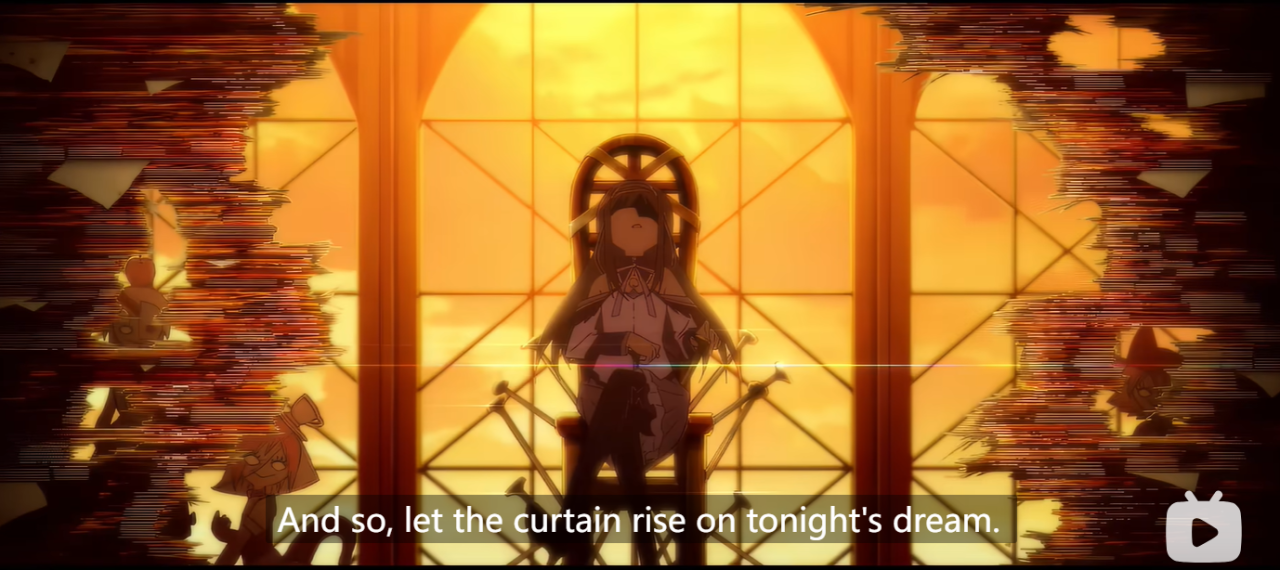 And so, let the curtain rise on tonight's dream.